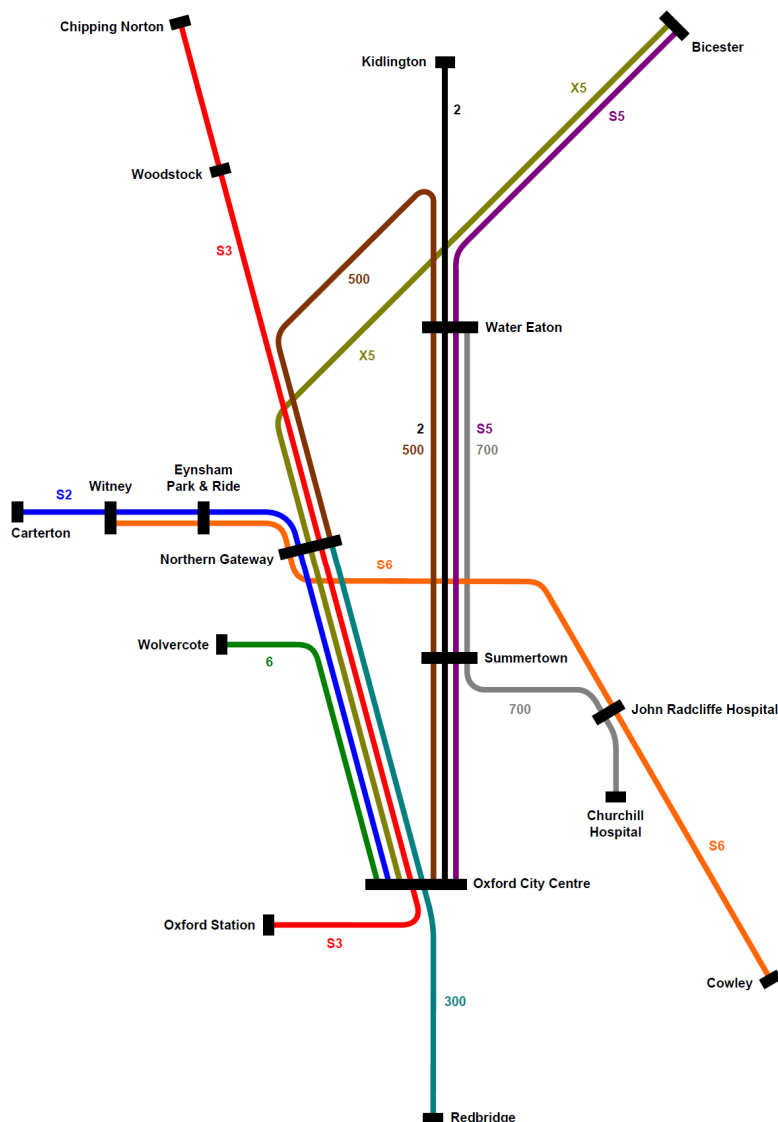 Chipping Norton
Bicester
Kidlington
X5
2
S5
Woodstock
S3
500
Water Eaton
X5
2
S5
500
700
Eynsham
Park & Ride
Witney
S2
Carterton
Northern Gateway
S6
Wolvercote
6
Summertown
700
John Radcliffe Hospital
Churchill
Hospital
S6
Oxford City Centre
Oxford Station
S3
Cowley
300
Redbridge